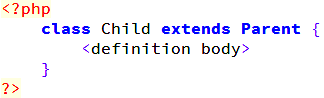 <?php
class Child extends Parent {
<definition body>
}
?>